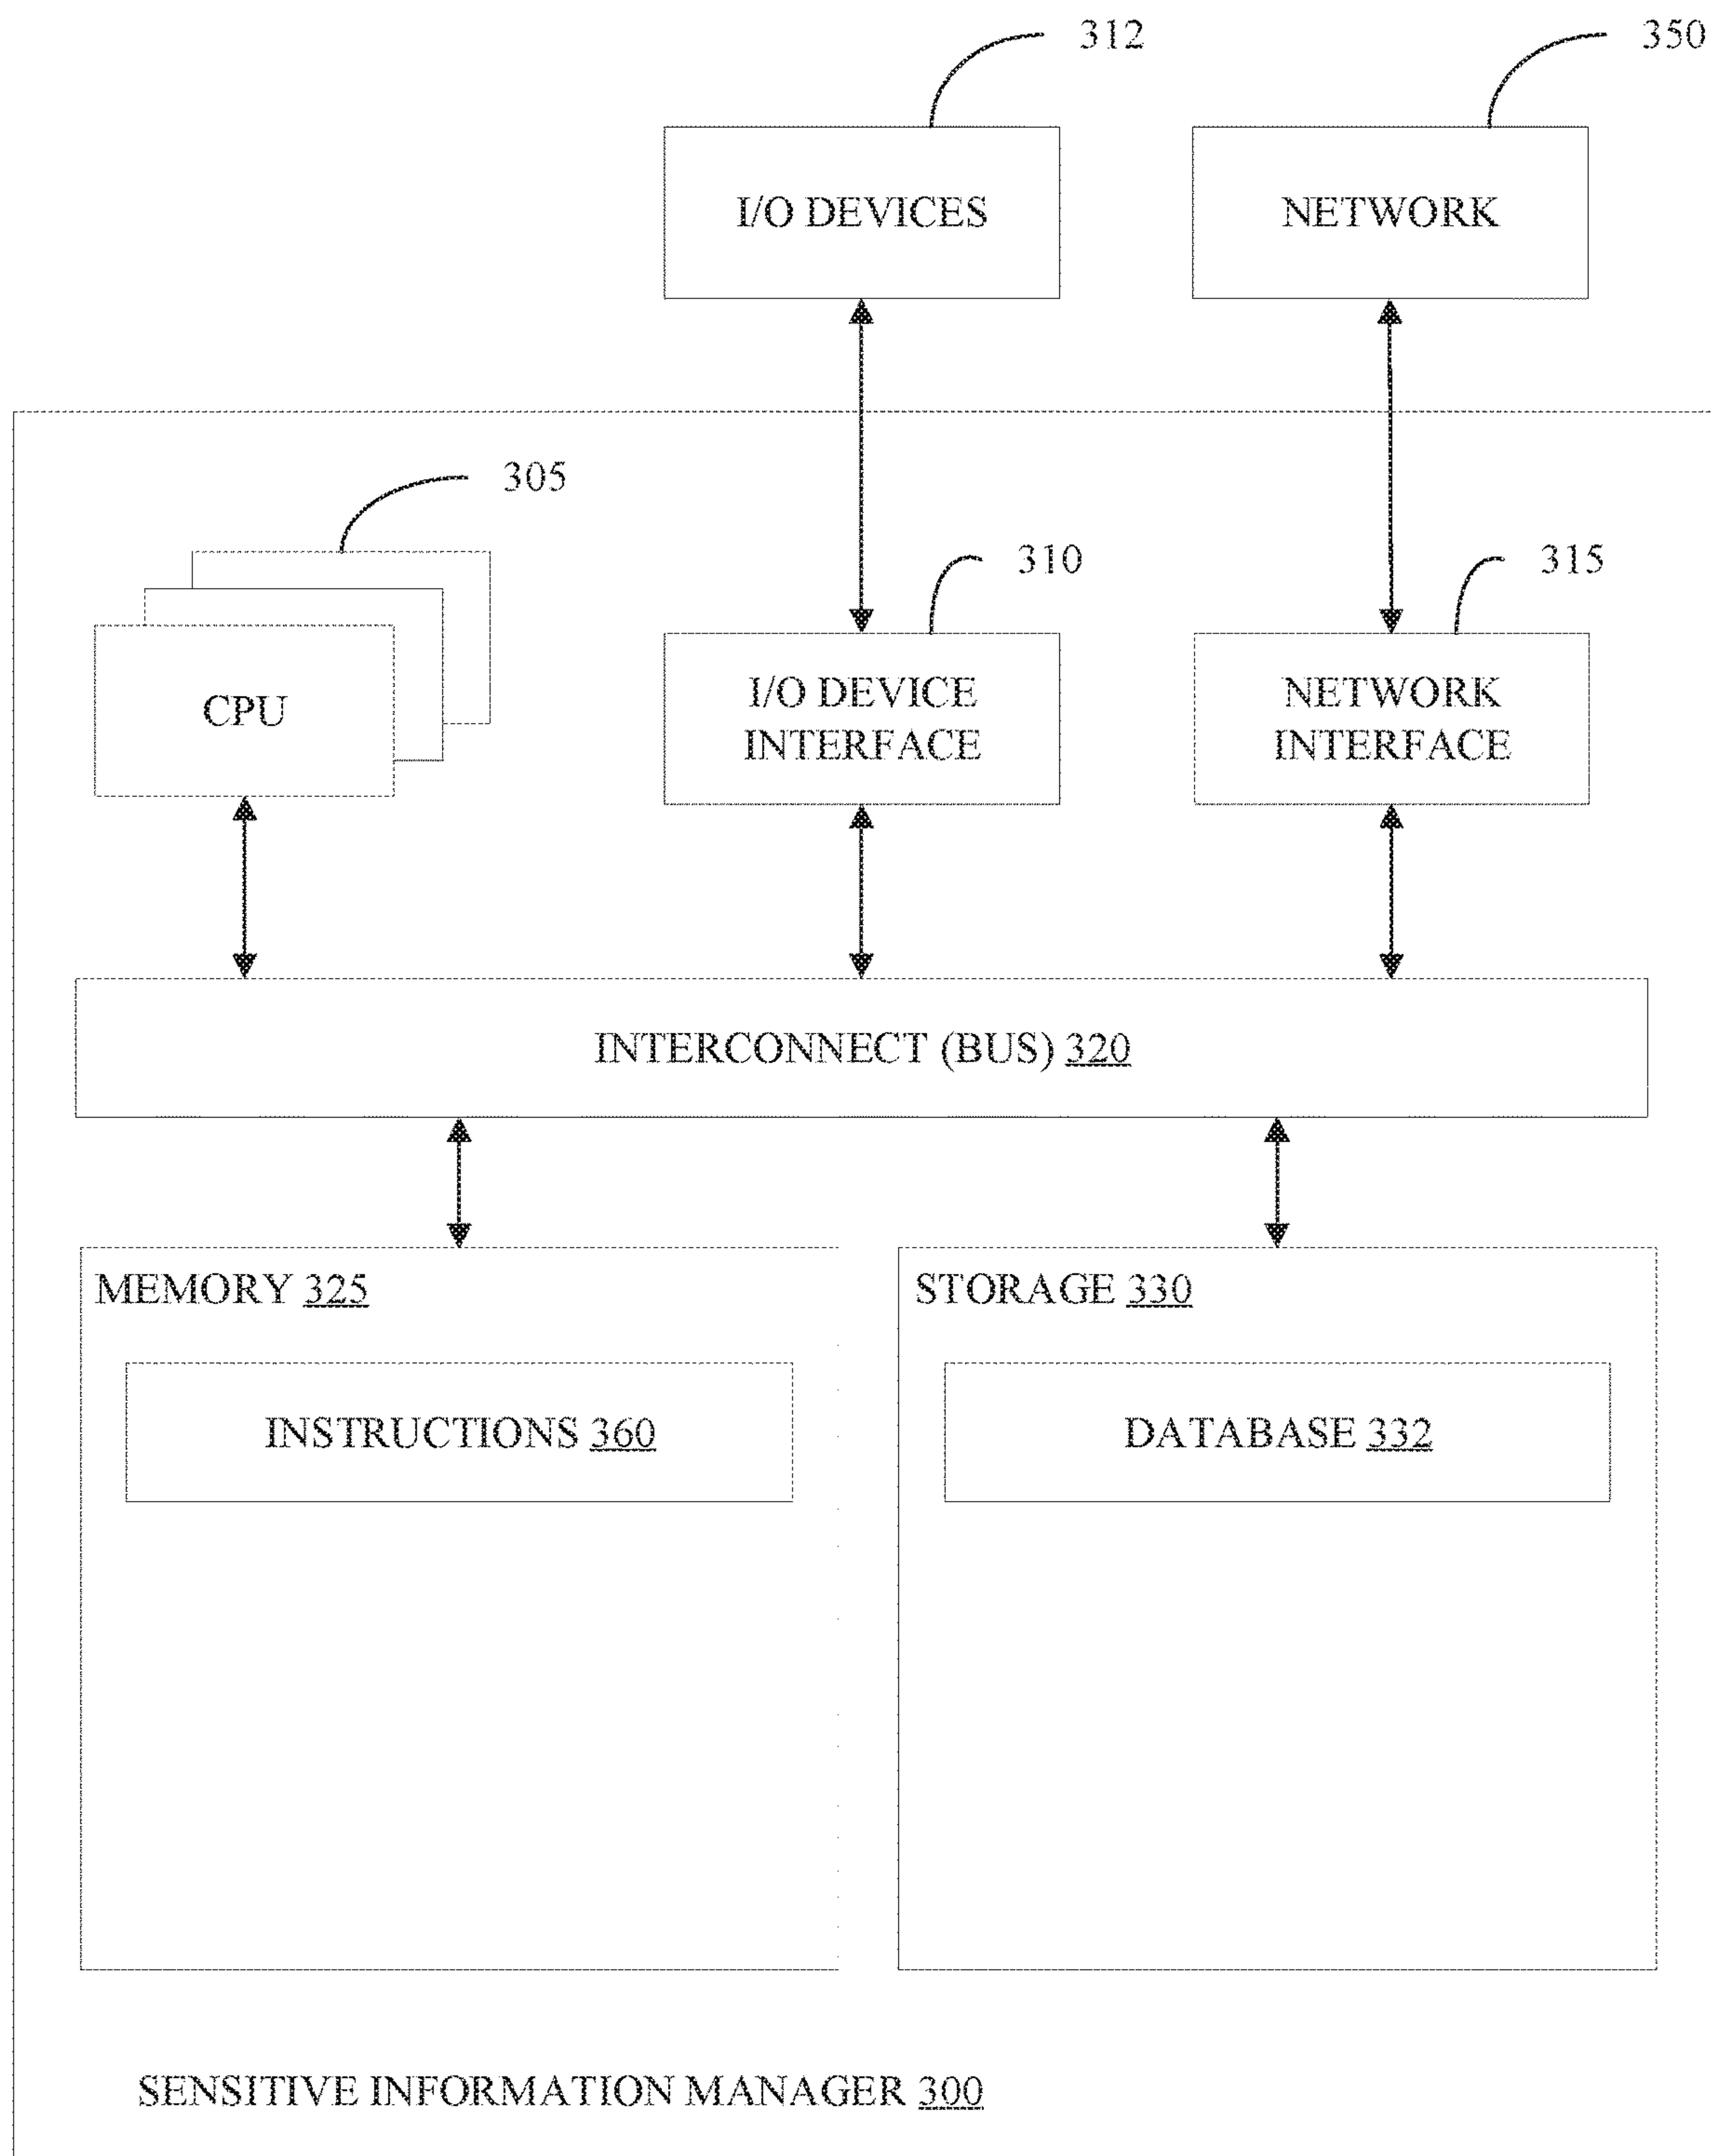 312
350
I/O DEVICES
NETWORK
305
310
315
CPU
I/O DEVICE
INTERFACE
NETWORK
INTERFACE
INTERCONNECT (BUS) 320
MEMORY 325
STORAGE 330
INSTRUCTIONS 360
DATABASE 332
SENSITIVE INFORMATION MANAGER 300